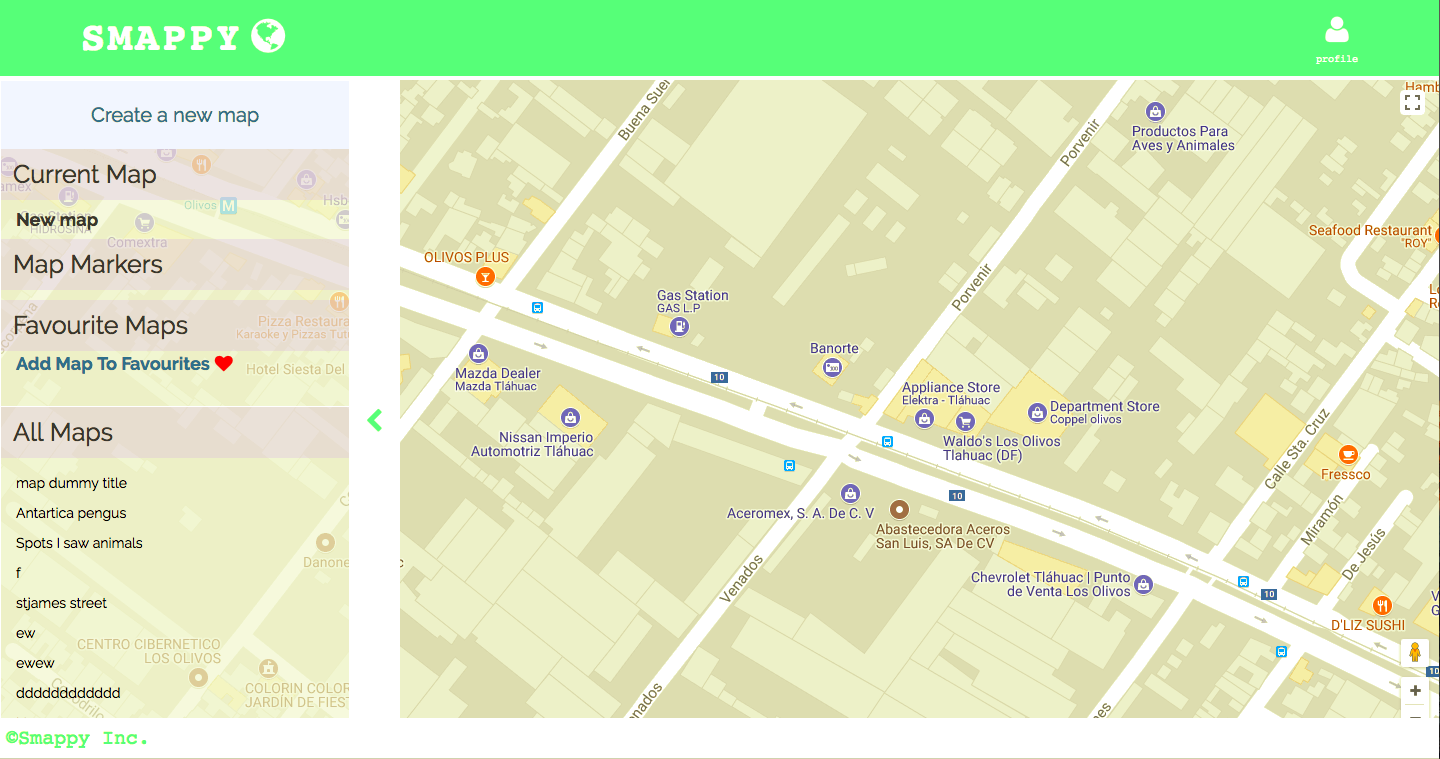 SMAPPY
profile
Create a new map
Current Map
New map
Map Markers
Favourite Maps
Add Map To Favourites
All Maps
map dummy title
Antartica pengus
Spots I saw animals
f
stjames street
ew
ewew
dddddddddddd
Olivos M
Hsb
HIDROSINA
Comextra
Pizza Restaura
Karaoke y Pizzas Tut
Hotel Siesta Del
Danone
CENTRO CIBERNETICO
LOS OLIVOS
COLORIN COLOR
JARDÍN DE FIEST
Buena Suer
Porvenir
Productos Para
Aves y Animales
Hamb
Seafood Restaurant
"ROY"
OLIVOS PLUS
Gas Station
GAS L.P
Porvenir
Banorte
10
Mazda Dealer
Mazda Tláhuac
Appliance Store
Elektra - Tláhuac
Department Store
Coppel olivos
Nissan Imperio
Automotriz Tláhuac
Waldo's Los Olivos
Tlahuac (DF)
Calle Sta. Cruz
Fressco
10
Aceromex, S. A. De C. V
Abastecedora Aceros
San Luis, SA De CV
Miramón
De Jesús
Venados
Chevrolet Tláhuac | Punto
de Venta Los Olivos
10
D'LIZ SUSHI
10
Venados
©Smappy Inc.